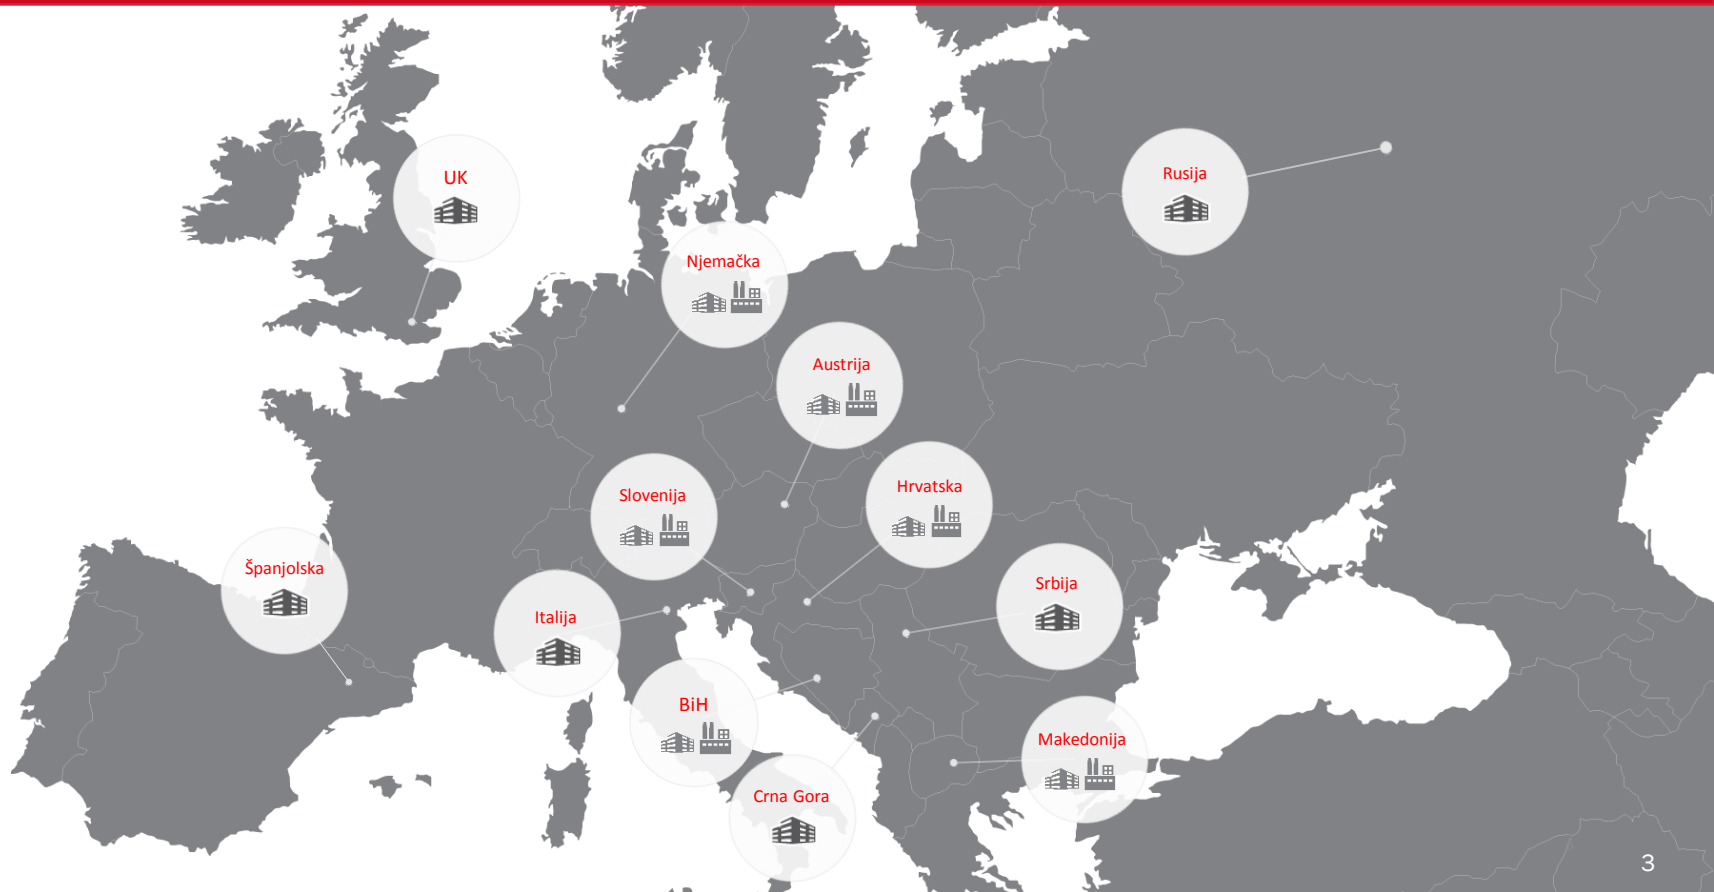 UK
Rusija
Njemačka
Austrija
Hrvatska
Slovenija
Španjolska
Srbija
Italija
BiH
Makedonija
Crna Gora
3